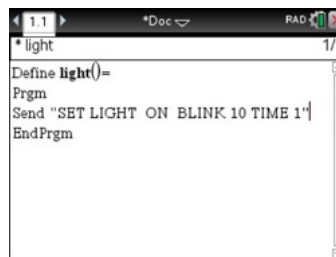 1.1 *Doc RAD
* light 1/
Define light()=
Prgm
Send "SET LIGHT ON BLINK 10 TIME 1"
EndPrgm